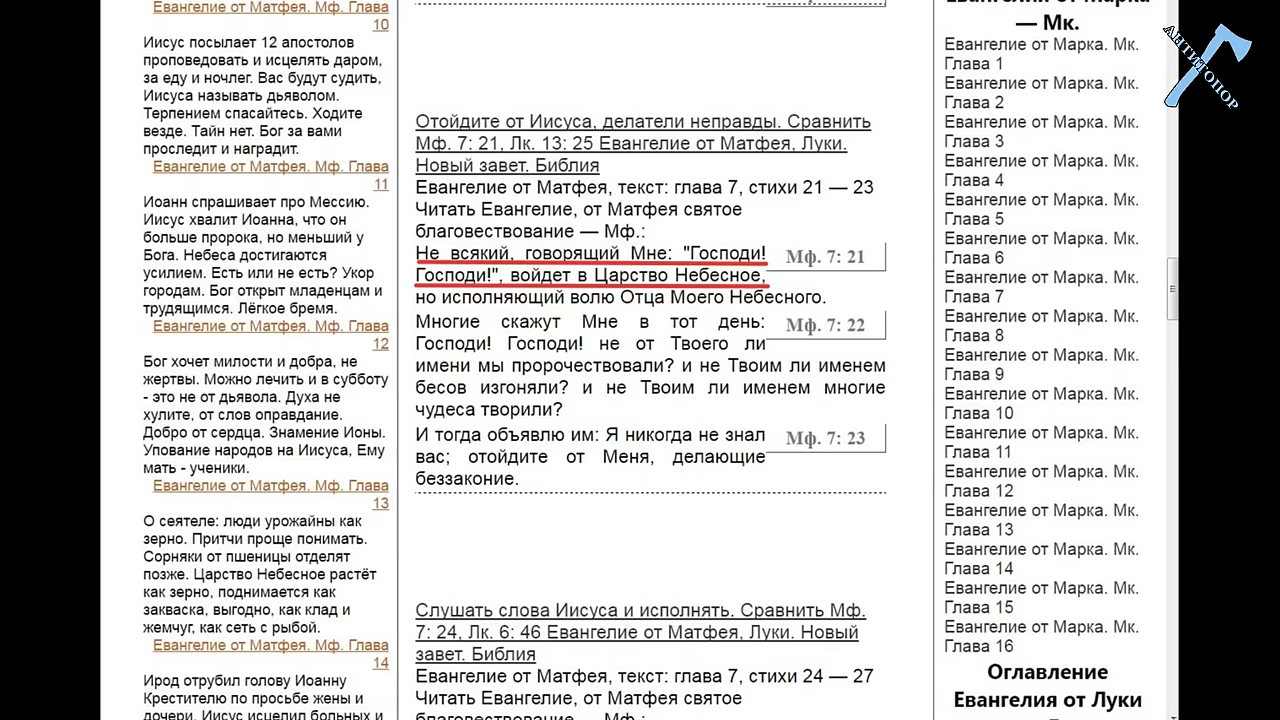 Евангелие от Матфея. Мф. Глава
10
Иисус посылает 12 апостолов
проповедовать и исцелять даром,
за еду и ночлег. Вас будут судить,
Иисуса называть дьяволом.
Терпением спасайтесь. Ходите
везде. Тайн нет. Бог за вами
проследит и наградит.
Евангелие от Матфея. Мф. Глава
11
Иоанн спрашивает про Мессию.
Иисус хвалит Иоанна, что он
больше пророка, но меньший у
Бога. Небеса достигаются
усилием. Есть или не есть? Укор
городам. Бог открыт младенцам и
трудящимся. Лёгкое бремя.
Евангелие от Матфея. Мф. Глава
12
Бог хочет милости и добра, не
жертвы. Можно лечить и в субботу
- это не от дьявола. Духа не
хулите, от слов оправдание.
Добро от сердца. Знамение Ионы.
Упование народов на Иисуса, Ему
мать - ученики.
Евангелие от Матфея. Мф. Глава
13
О сеятеле: люди урожайны как
зерно. Притчи проще понимать.
Сорняки от пшеницы отделят
позже. Царство Небесное растёт
как зерно, поднимается как
закваска, выгодно, как клад и
жемчуг, как сеть с рыбой.
Евангелие от Матфея. Мф. Глава
14
Ирод отрубил голову Иоанну
Крестителю по просьбе жены и
дочери. Иисус исцелил больных и
Отойдите от Иисуса, делатели неправды. Сравнить
Мф. 7: 21, Лк. 13: 25 Евангелие от Матфея, Луки.
Новый завет. Библия
Евангелие от Матфея, текст: глава 7, стихи 21 — 23
Читать Евангелие, от Матфея святое
благовествование — Мф.:
Не всякий, говорящий Мне: "Господи! Мф. 7: 21
Господи!", войдет в Царство Небесное,
но исполняющий волю Отца Моего Небесного.
Многие скажут Мне в тот день: Мф. 7: 22
Господи! Господи! не от Твоего ли
имени мы пророчествовали? и не Твоим ли именем
бесов изгоняли? и не Твоим ли именем многие
чудеса творили?
И тогда объявлю им: Я никогда не знал Мф. 7: 23
вас; отойдите от Меня, делающие
беззаконие.
Слушать слова Иисуса и исполнять. Сравнить Мф.
7: 24, Лк. 6: 46 Евангелие от Матфея, Луки. Новый
завет. Библия
Евангелие от Матфея, текст: глава 7, стихи 24 — 27
Читать Евангелие, от Матфея святое
благовествование — Мф.:
Евангелия от Марка
— Мк.
Евангелие от Марка. Мк.
Глава 1
Евангелие от Марка. Мк.
Глава 2
Евангелие от Марка. Мк.
Глава 3
Евангелие от Марка. Мк.
Глава 4
Евангелие от Марка. Мк.
Глава 5
Евангелие от Марка. Мк.
Глава 6
Евангелие от Марка. Мк.
Глава 7
Евангелие от Марка. Мк.
Глава 8
Евангелие от Марка. Мк.
Глава 9
Евангелие от Марка. Мк.
Глава 10
Евангелие от Марка. Мк.
Глава 11
Евангелие от Марка. Мк.
Глава 12
Евангелие от Марка. Мк.
Глава 13
Евангелие от Марка. Мк.
Глава 14
Евангелие от Марка. Мк.
Глава 15
Евангелие от Марка. Мк.
Глава 16
Оглавление
Евангелия от Луки
АНТИТОПОР